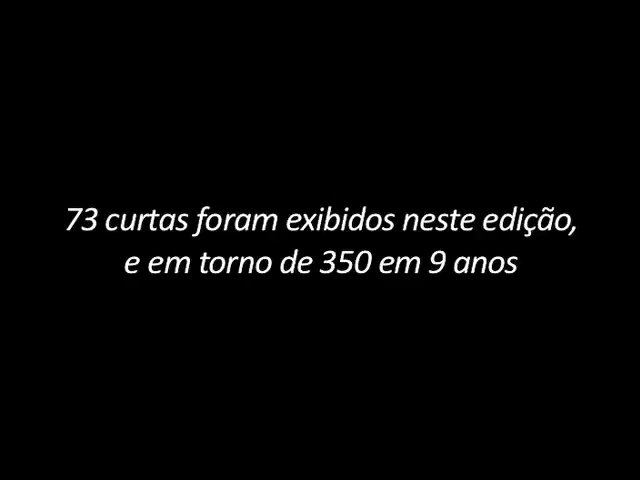 73 curtas foram exibidos neste edição,
e em torno de 350 em 9 anos